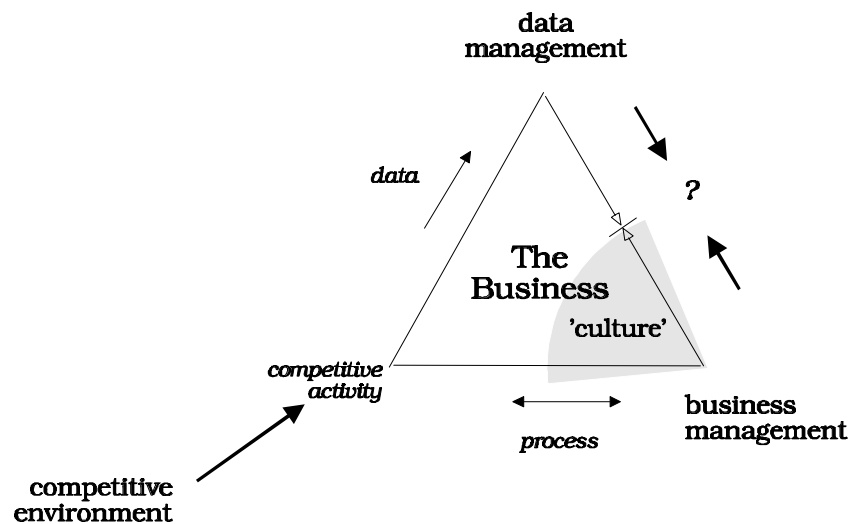 data
management
data
?
The
Business
'culture'
competitive
activity
process
business
management
competitive
environment